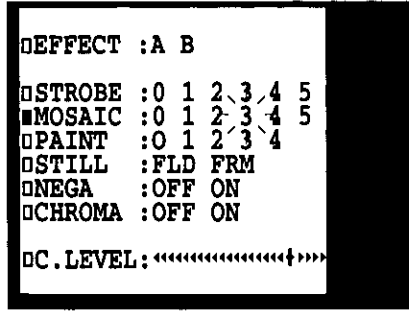 □EFFECT :A B
□STROBE :0 1 2 3 4 5
■MOSAIC :0 1 2 3 4 5
□PAINT :0 1 2 3 4
□STILL :FLD FRM
□NEGA :OFF ON
□CHROMA :OFF ON
□C.LEVEL: